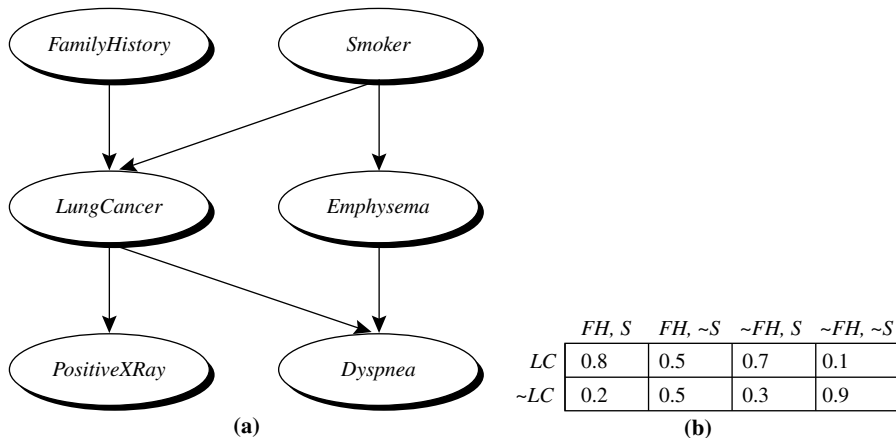 FamilyHistory
Smoker
LungCancer
Emphysema
PositiveXRay
Dyspnea
(a)
FH, S FH, ~S ~FH, S ~FH, ~S
LC 0.8 0.5 0.7 0.1
~LC 0.2 0.5 0.3 0.9
(b)